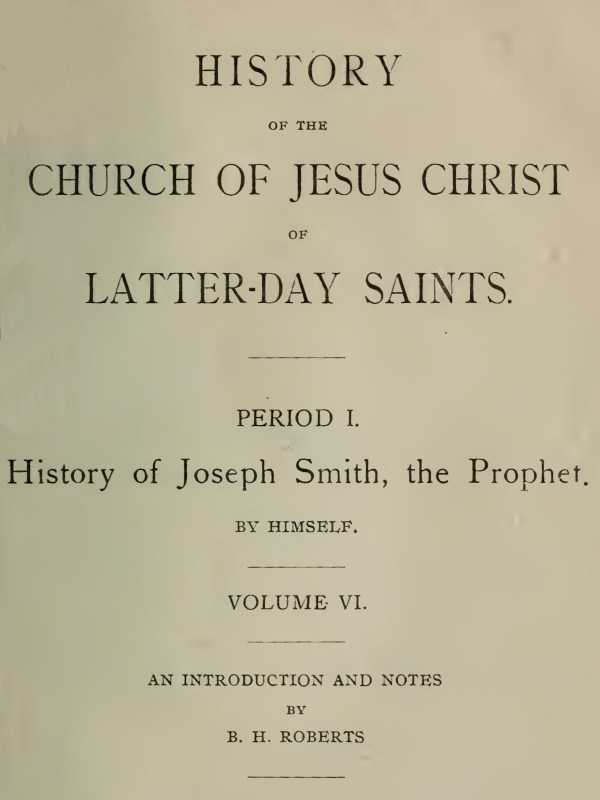 HISTORY
OF THE
CHURCH OF JESUS CHRIST
OF
LATTER-DAY SAINTS.
PERIOD I.
History of Joseph Smith, the Prophet.
BY HIMSELF.
VOLUME VI.
AN INTRODUCTION AND NOTES
BY
B. H. ROBERTS